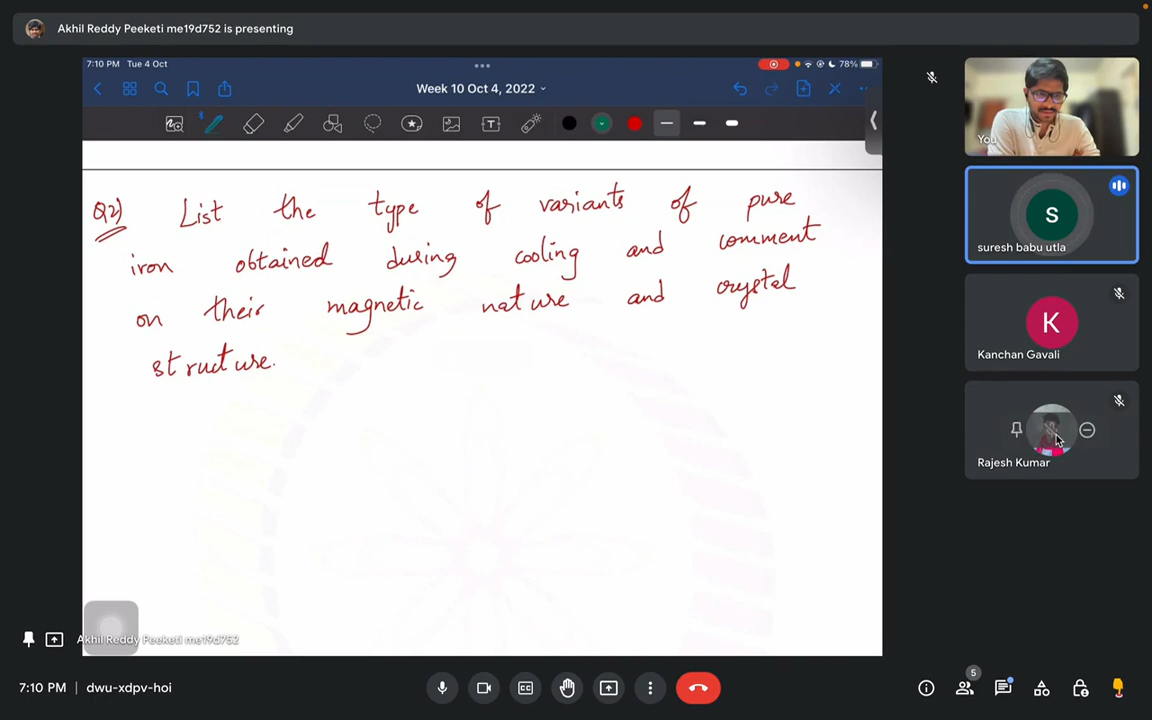 Akhil Reddy Peeketi me19d752 is presenting
7:10 PM Tue 4 Oct
78%
Week 10 Oct 4, 2022
T
You
S
suresh babu utla
K
Kanchan Gavali
Rajesh Kumar
Q2) List the type of variants of pure
iron obtained during cooling and comment
on their magnetic nature and crystal
structure.
Akhil Reddy Peeketi me19d752
7:10 PM | dwu-xdpv-hoi
CC
5